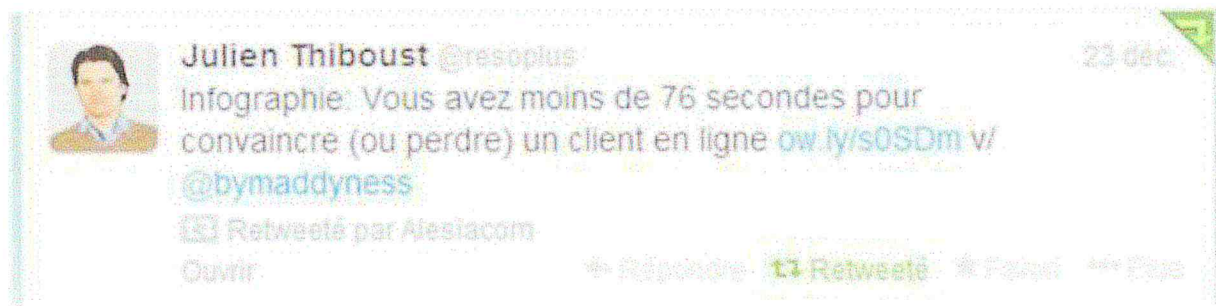 Julien Thiboust @resoplus 23 déc.
Infographie: Vous avez moins de 76 secondes pour
convaincre (ou perdre) un client en ligne ow.ly/s0SDm v/
@bymaddyness
Retweeté par Alesiacom
Ouvrir Répondre Retweeté Favori Plus